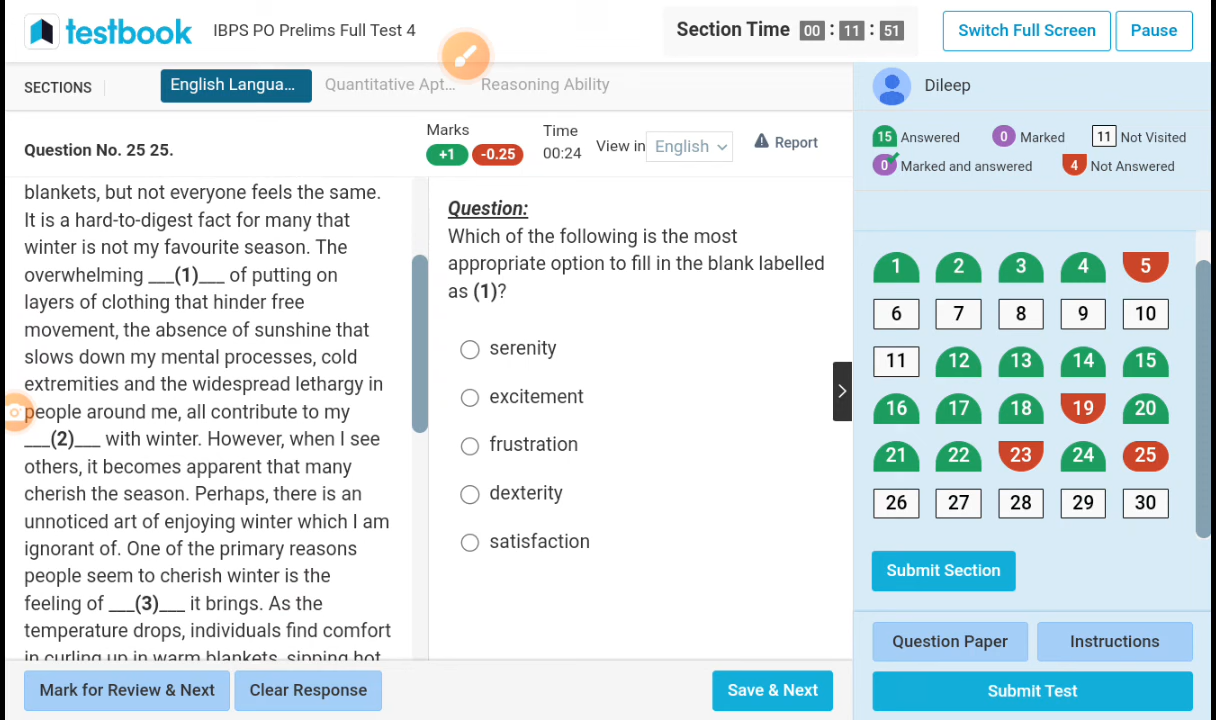 testbook IBPS PO Prelims Full Test 4 Section Time 00 : 11 : 51 Switch Full Screen Pause
SECTIONS English Langua... Quantitative Apt... Reasoning Ability
Dileep
Question No. 25 25.
Marks
+1 -0.25
Time
00:24
View in English
Report
15 Answered 0 Marked 11 Not Visited
0 Marked and answered 4 Not Answered
blankets, but not everyone feels the same.
It is a hard-to-digest fact for many that
winter is not my favourite season. The
overwhelming ___(1)___ of putting on
layers of clothing that hinder free
movement, the absence of sunshine that
slows down my mental processes, cold
extremities and the widespread lethargy in
people around me, all contribute to my
___(2)___ with winter. However, when I see
others, it becomes apparent that many
cherish the season. Perhaps, there is an
unnoticed art of enjoying winter which I am
ignorant of. One of the primary reasons
people seem to cherish winter is the
feeling of ___(3)___ it brings. As the
temperature drops, individuals find comfort
in curling up in warm blankets, sipping hot
Question:
Which of the following is the most
appropriate option to fill in the blank labelled
as (1)?
serenity
excitement
frustration
dexterity
satisfaction
1 2 3 4 5
6 7 8 9 10
11 12 13 14 15
16 17 18 19 20
21 22 23 24 25
26 27 28 29 30
Submit Section
Question Paper Instructions
Mark for Review & Next Clear Response Save & Next Submit Test